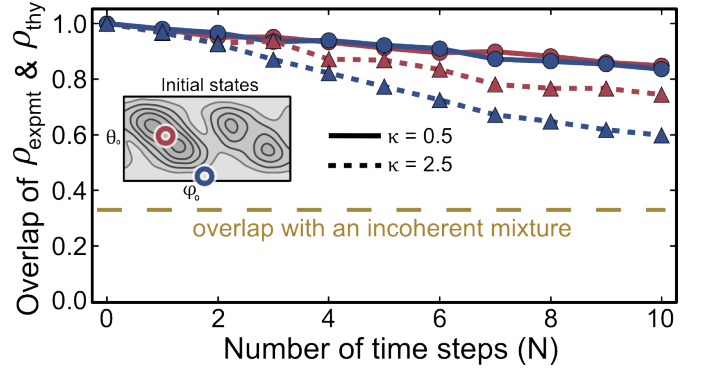 Overlap of ρexpmt & ρthy
1.0
0.8
0.6
0.4
0.2
0.0
Initial states
θ₀
φ₀
κ = 0.5
κ = 2.5
overlap with an incoherent mixture
0 2 4 6 8 10
Number of time steps (N)